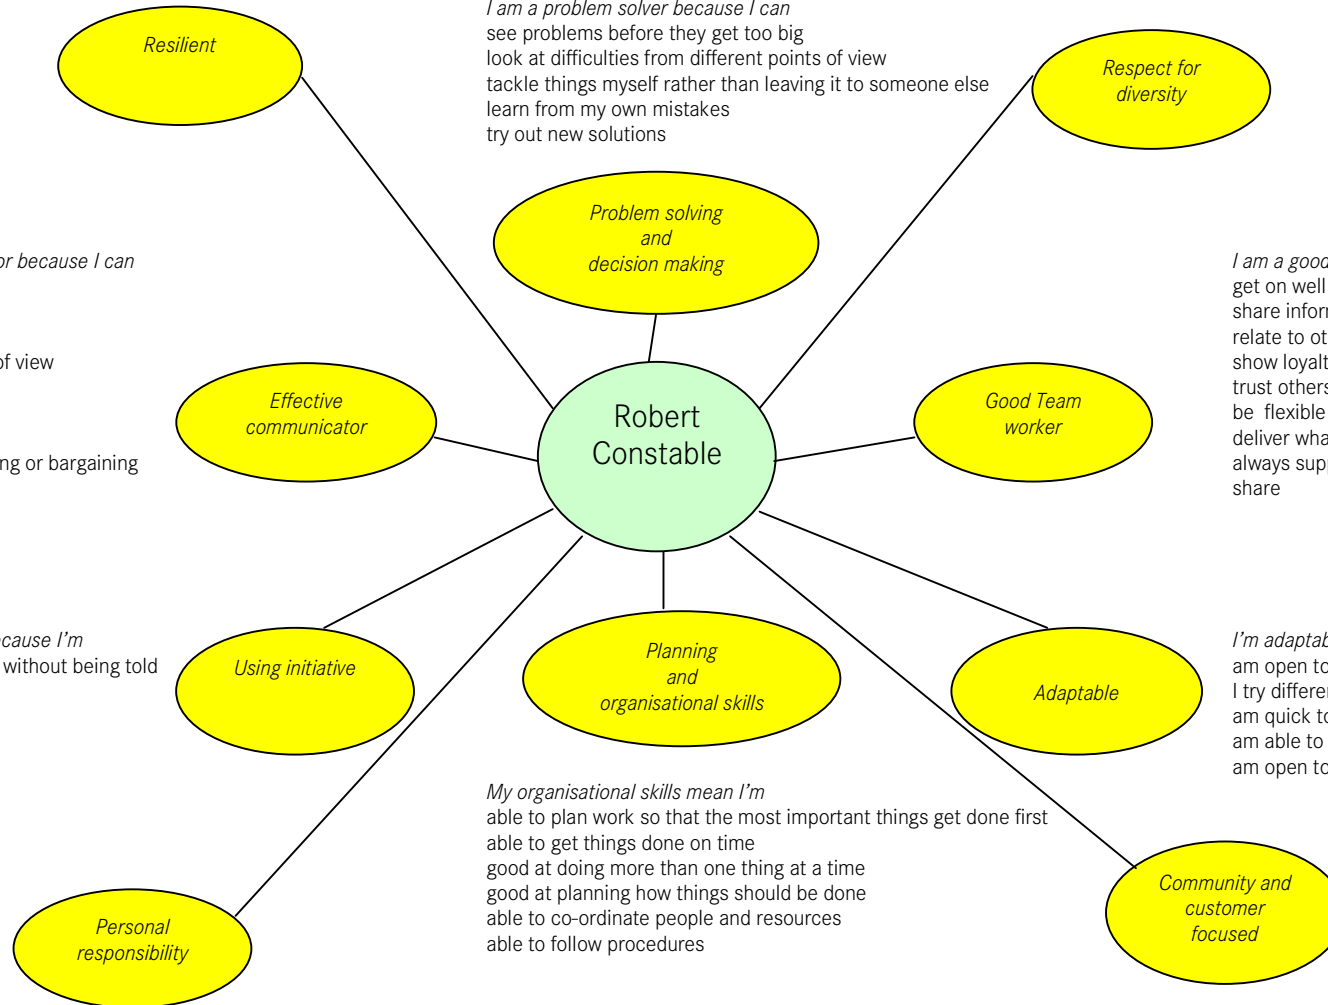 I am a problem solver because I can
see problems before they get too big
look at difficulties from different points of view
tackle things myself rather than leaving it to someone else
learn from my own mistakes
try out new solutions
Resilient
Respect for
diversity
Problem solving
and
decision making
or because I can
of view
ng or bargaining
Effective
communicator
Robert
Constable
Good Team
worker
I am a good
get on well
share infor
relate to ot
show loyalt
trust others
be flexible
deliver wha
always sup
share
cause I'm
without being told
Using initiative
Planning
and
organisational skills
Adaptable
I'm adaptab
am open to
I try differe
am quick to
am able to
am open to
My organisational skills mean I'm
able to plan work so that the most important things get done first
able to get things done on time
good at doing more than one thing at a time
good at planning how things should be done
able to co-ordinate people and resources
able to follow procedures
Personal
responsibility
Community and
customer
focused